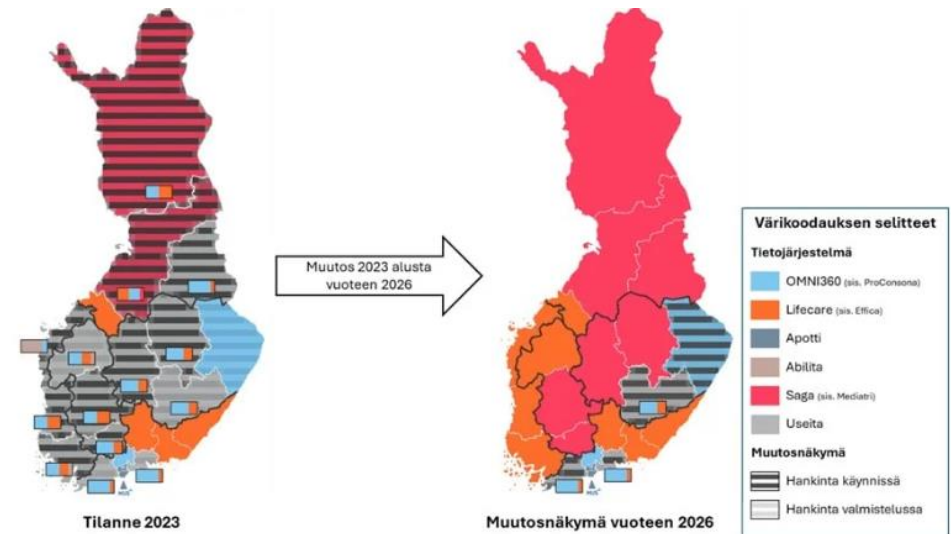 Muutos 2023 alusta
vuoteen 2026
Tilanne 2023
Muutosnäkymä vuoteen 2026
Värikoodauksen selitteet
Tietojärjestelmä
OMNI360 (sis. ProConsona)
Lifecare (sis. Effica)
Apotti
Abilita
Saga (sis. Mediatri)
Useita
Muutosnäkymä
Hankinta käynnissä
Hankinta valmistelussa